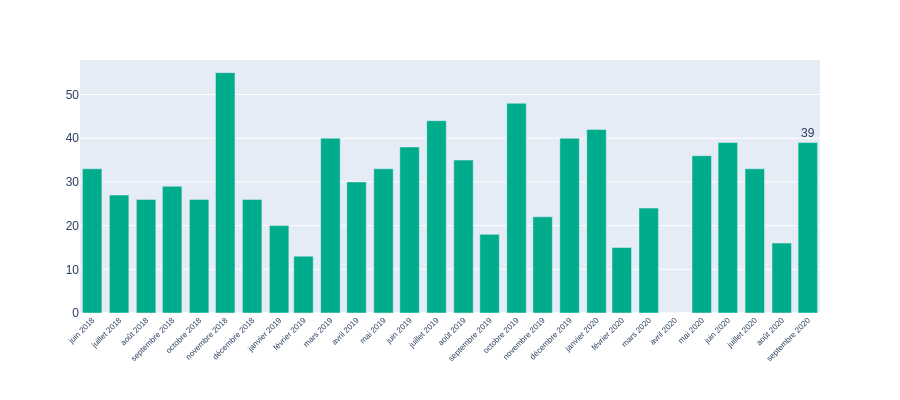 50
40
30
20
10
0
39
juin 2018
juillet 2018
août 2018
septembre 2018
octobre 2018
novembre 2018
décembre 2018
janvier 2019
février 2019
mars 2019
avril 2019
mai 2019
juin 2019
juillet 2019
août 2019
septembre 2019
octobre 2019
novembre 2019
décembre 2019
janvier 2020
février 2020
mars 2020
avril 2020
mai 2020
juin 2020
juillet 2020
août 2020
septembre 2020